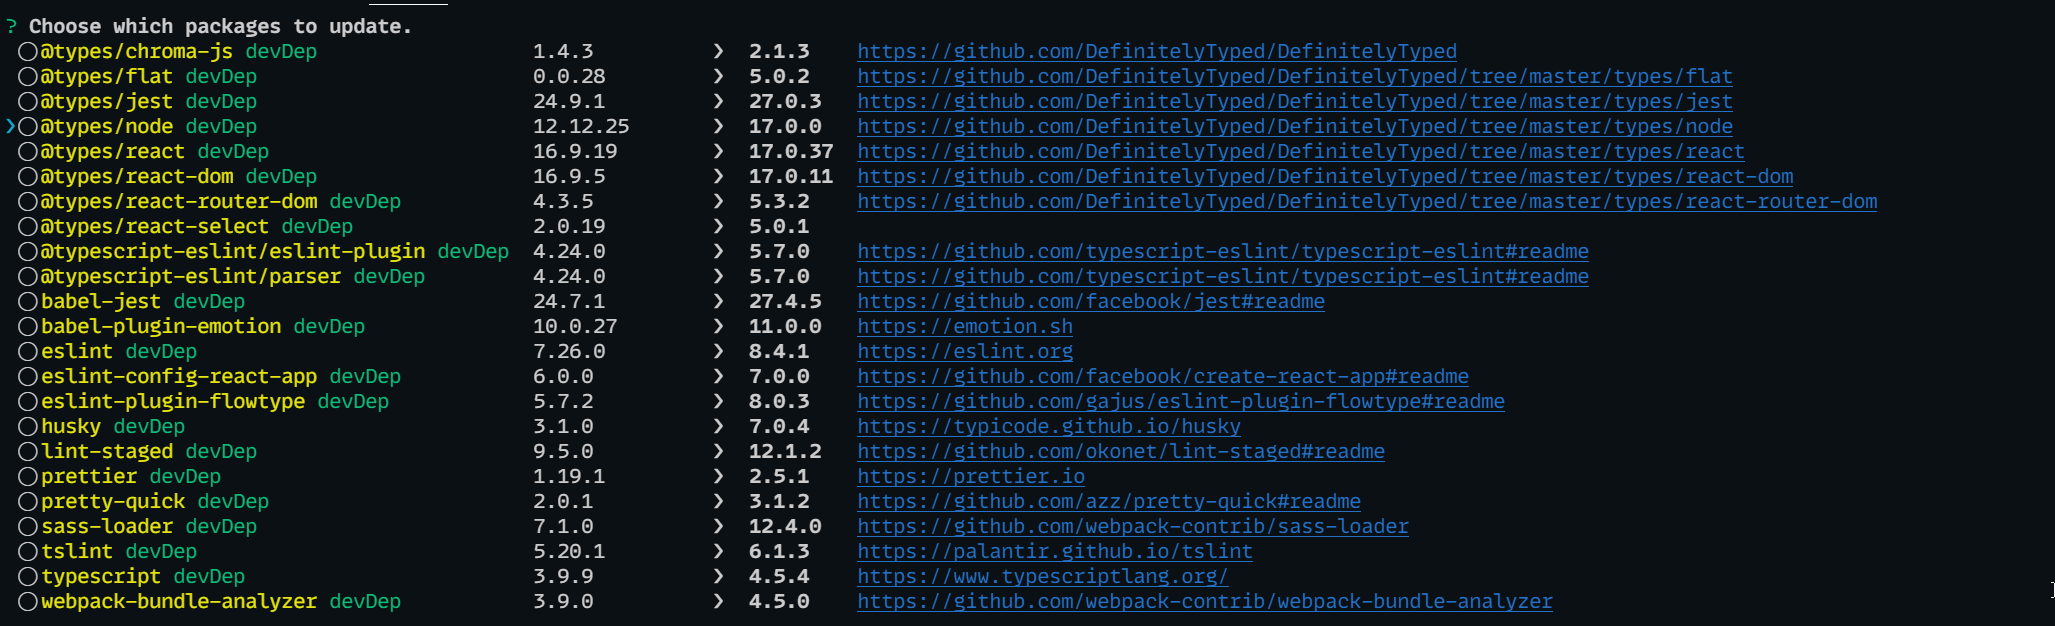 ? Choose which packages to update.
◯@types/chroma-js devDep 1.4.3 ❯ 2.1.3 https://github.com/DefinitelyTyped/DefinitelyTyped
◯@types/flat devDep 0.0.28 ❯ 5.0.2 https://github.com/DefinitelyTyped/DefinitelyTyped/tree/master/types/flat
◯@types/jest devDep 24.9.1 ❯ 27.0.3 https://github.com/DefinitelyTyped/DefinitelyTyped/tree/master/types/jest
❯◯@types/node devDep 12.12.25 ❯ 17.0.0 https://github.com/DefinitelyTyped/DefinitelyTyped/tree/master/types/node
◯@types/react devDep 16.9.19 ❯ 17.0.37 https://github.com/DefinitelyTyped/DefinitelyTyped/tree/master/types/react
◯@types/react-dom devDep 16.9.5 ❯ 17.0.11 https://github.com/DefinitelyTyped/DefinitelyTyped/tree/master/types/react-dom
◯@types/react-router-dom devDep 4.3.5 ❯ 5.3.2 https://github.com/DefinitelyTyped/DefinitelyTyped/tree/master/types/react-router-dom
◯@types/react-select devDep 2.0.19 ❯ 5.0.1
◯@typescript-eslint/eslint-plugin devDep 4.24.0 ❯ 5.7.0 https://github.com/typescript-eslint/typescript-eslint#readme
◯@typescript-eslint/parser devDep 4.24.0 ❯ 5.7.0 https://github.com/typescript-eslint/typescript-eslint#readme
◯babel-jest devDep 24.7.1 ❯ 27.4.5 https://github.com/facebook/jest#readme
◯babel-plugin-emotion devDep 10.0.27 ❯ 11.0.0 https://emotion.sh
◯eslint devDep 7.26.0 ❯ 8.4.1 https://eslint.org
◯eslint-config-react-app devDep 6.0.0 ❯ 7.0.0 https://github.com/facebook/create-react-app#readme
◯eslint-plugin-flowtype devDep 5.7.2 ❯ 8.0.3 https://github.com/gajus/eslint-plugin-flowtype#readme
◯husky devDep 3.1.0 ❯ 7.0.4 https://typicode.github.io/husky
◯lint-staged devDep 9.5.0 ❯ 12.1.2 https://github.com/okonet/lint-staged#readme
◯prettier devDep 1.19.1 ❯ 2.5.1 https://prettier.io
◯pretty-quick devDep 2.0.1 ❯ 3.1.2 https://github.com/azz/pretty-quick#readme
◯sass-loader devDep 7.1.0 ❯ 12.4.0 https://github.com/webpack-contrib/sass-loader
◯tslint devDep 5.20.1 ❯ 6.1.3 https://palantir.github.io/tslint
◯typescript devDep 3.9.9 ❯ 4.5.4 https://www.typescriptlang.org/
◯webpack-bundle-analyzer devDep 3.9.0 ❯ 4.5.0 https://github.com/webpack-contrib/webpack-bundle-analyzer